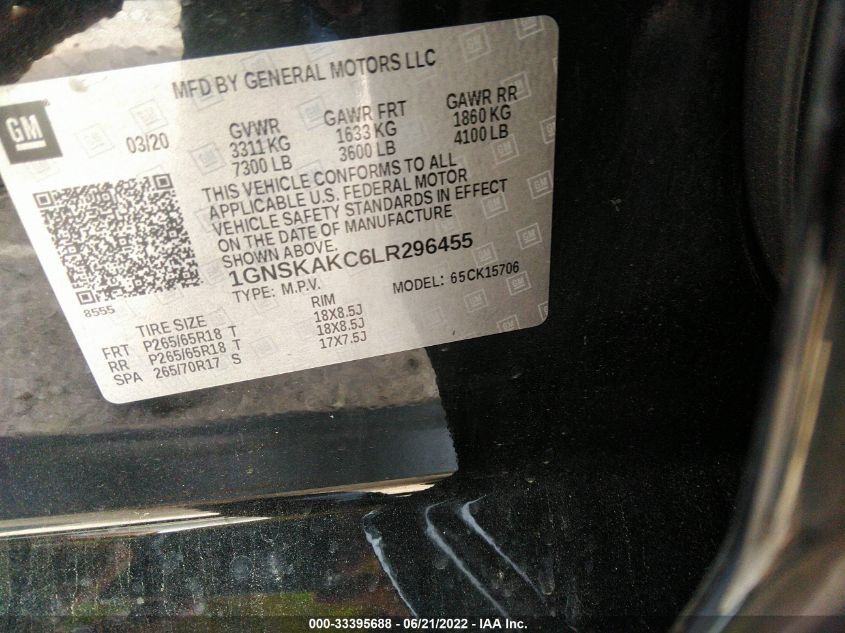 MFD BY GENERAL MOTORS LLC
GM
03/20
GVWR GAWR FRT GAWR RR
3311 KG 1633 KG 1860 KG
7300 LB 3600 LB 4100 LB
THIS VEHICLE CONFORMS TO ALL
APPLICABLE U.S. FEDERAL MOTOR
VEHICLE SAFETY STANDARDS IN EFFECT
ON THE DATE OF MANUFACTURE
SHOWN ABOVE.
1GNSKAKC6LR296455
TYPE: M.P.V. MODEL: 65CK15706
8555
TIRE SIZE RIM
FRT P265/65R18 T 18X8.5J
RR P265/65R18 T 18X8.5J
SPA 265/70R17 S 17X7.5J
000-33395688 - 06/21/2022 - IAA Inc.